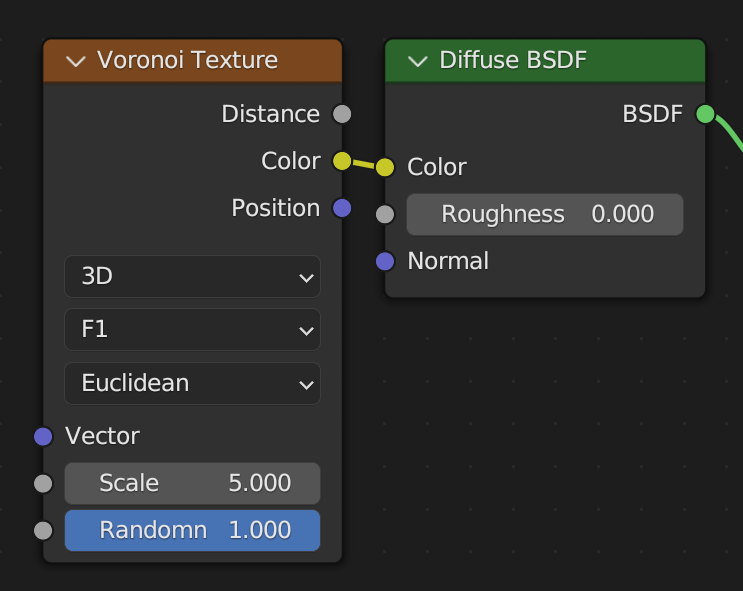 Voronoi Texture
Distance
Color
Position
3D
F1
Euclidean
Vector
Scale 5.000
Randomn 1.000
Diffuse BSDF
BSDF
Color
Roughness 0.000
Normal